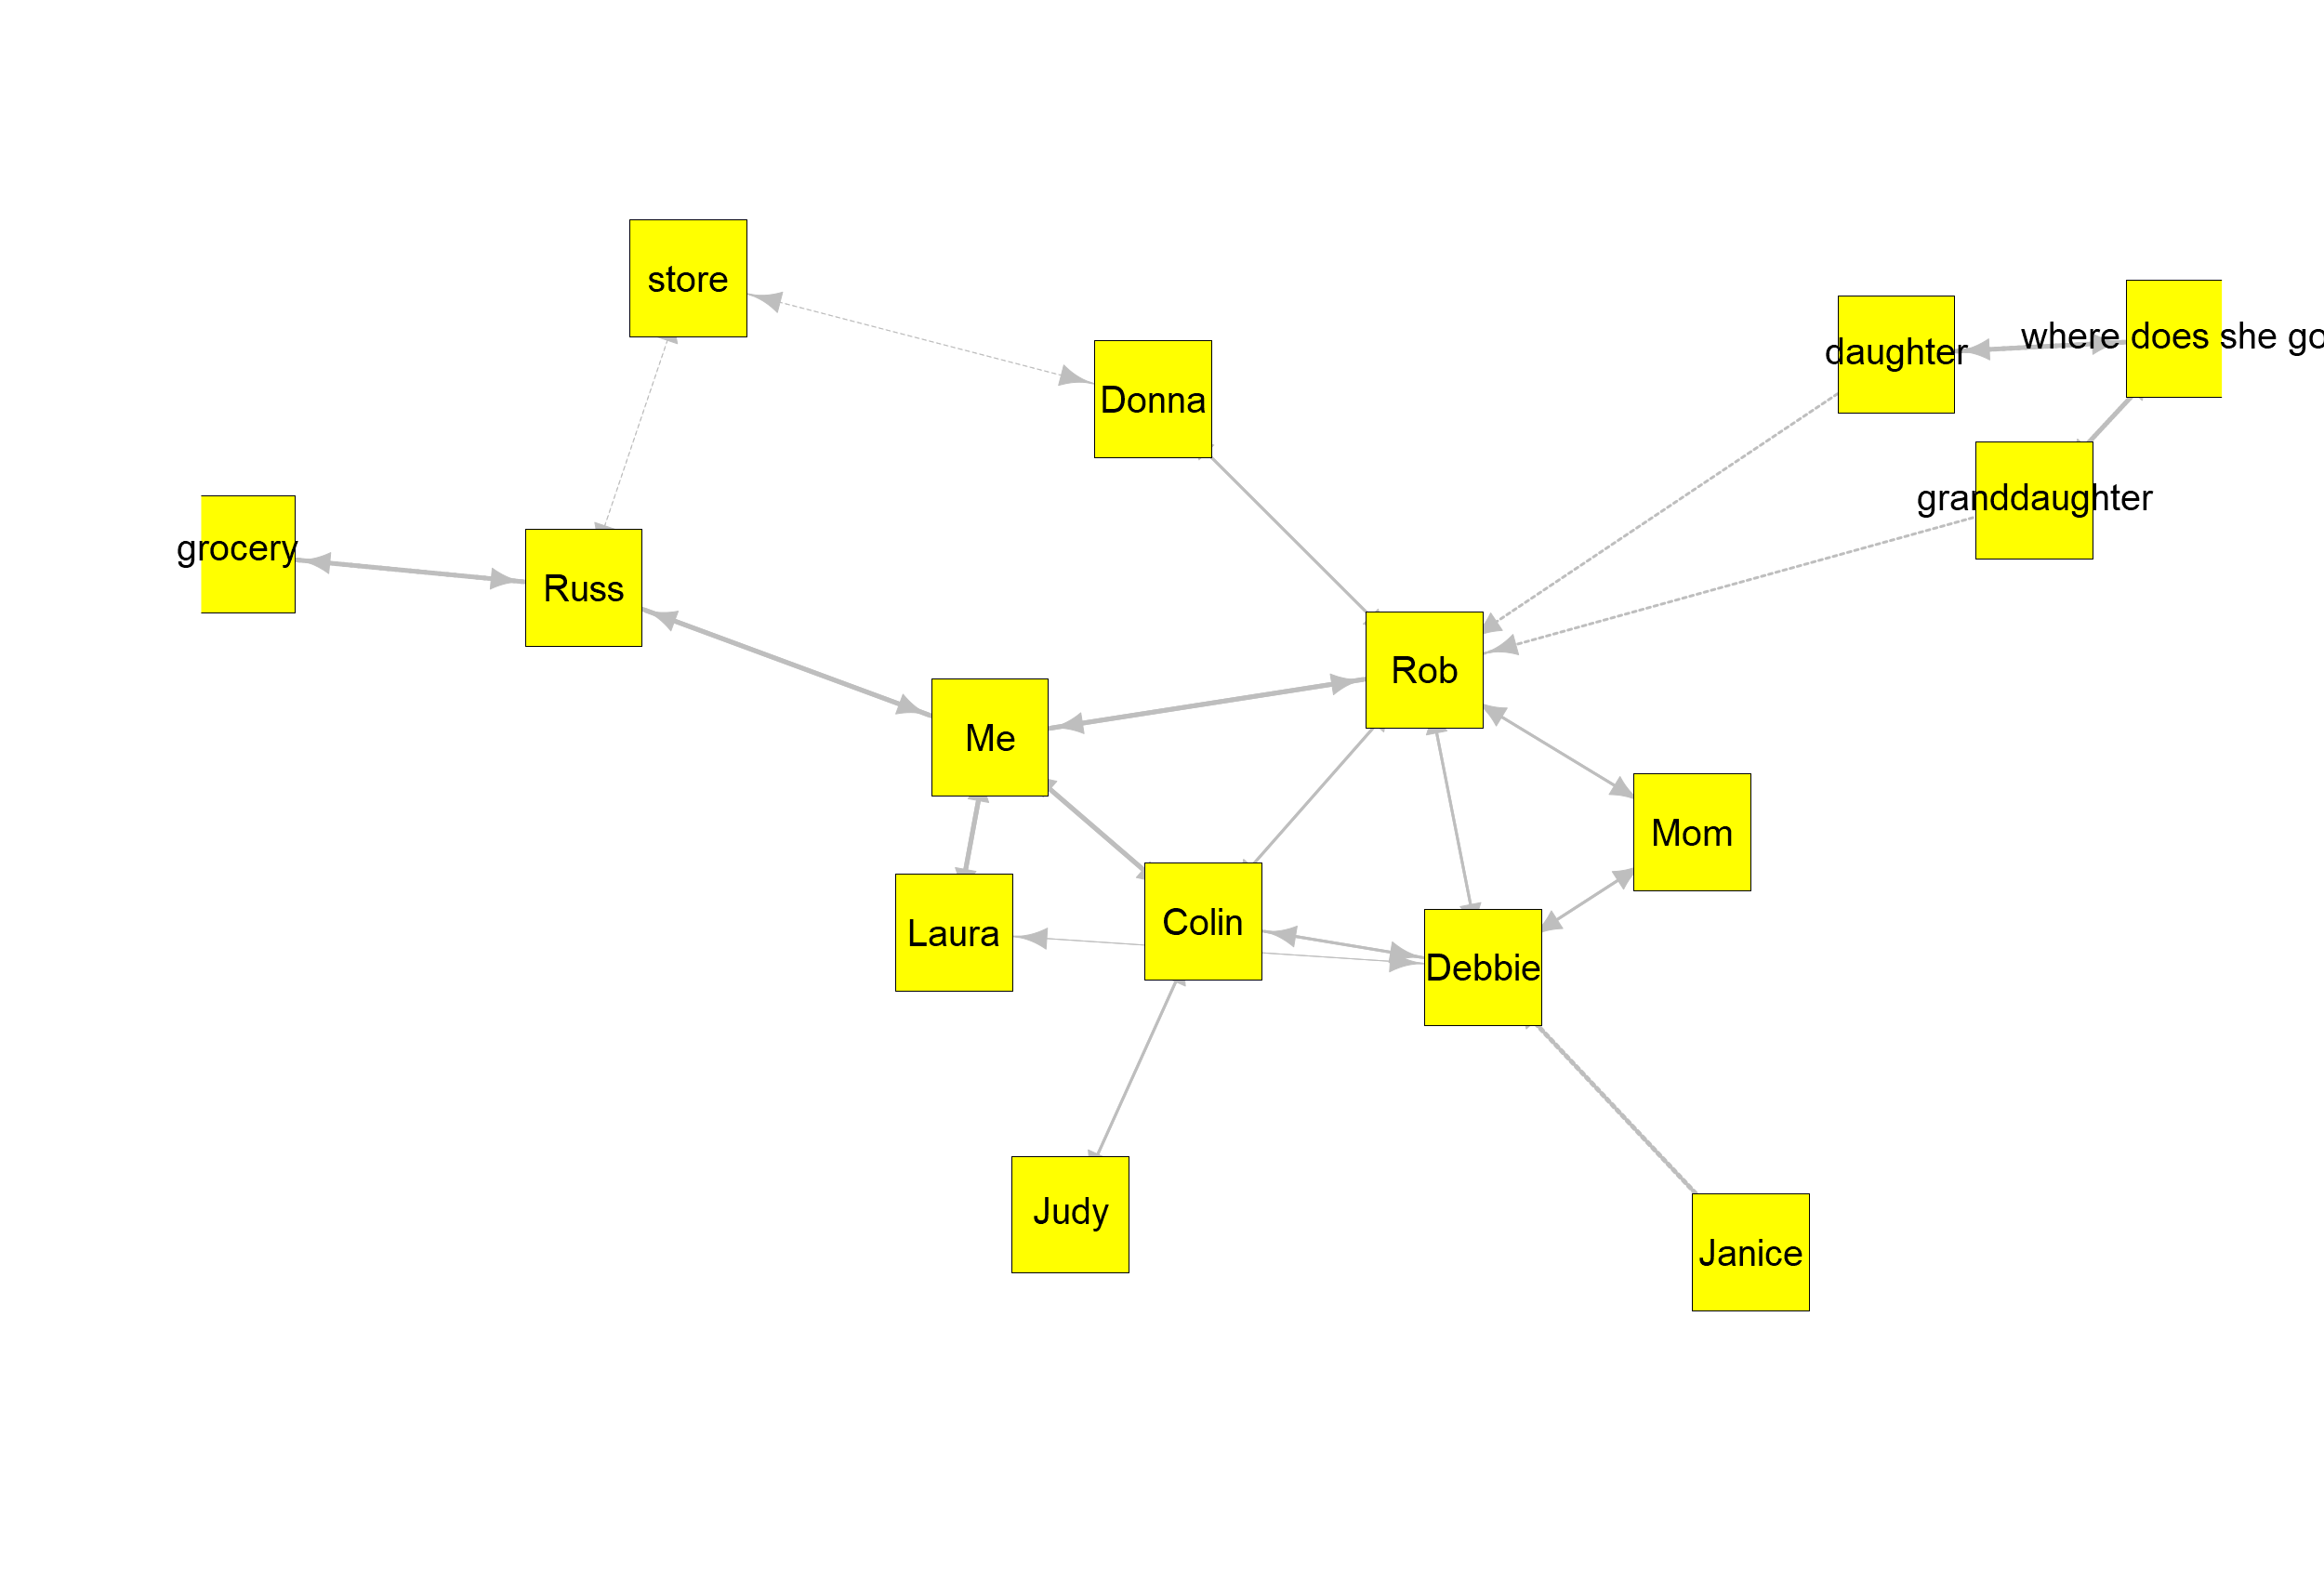 store
where does she go
daughter
Donna
granddaughter
grocery
Russ
Rob
Me
Mom
Colin
Laura
Debbie
Judy
Janice